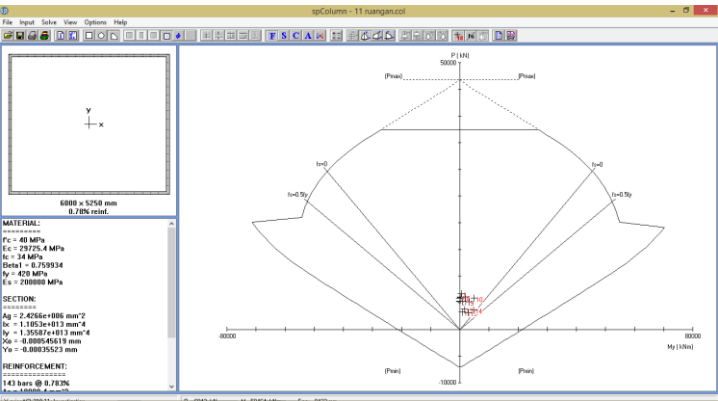 spColumn - 11 ruangan.col
File Input Solve View Options Help
F S C A
y
x
6000 x 5250 mm
0.78% reinf.
MATERIAL:
=========
f'c = 40 MPa
Ec = 29725.4 MPa
fc = 34 MPa
Beta1 = 0.759934
fy = 420 MPa
Es = 200000 MPa
SECTION:
========
Ag = 2.4266e+006 mm^2
Ix = 1.1053e+013 mm^4
Iy = 1.35587e+013 mm^4
Xo = -0.000545619 mm
Yo = -0.00035523 mm
REINFORCEMENT:
==============
143 bars @ 0.783%
P ( kN)
50000
(Pmax)
(Pmax)
fs=0
fs=0
fs=0.5fy
fs=0.5fy
-80000
80000
My ( kNm)
(Pmin)
(Pmin)
-10000